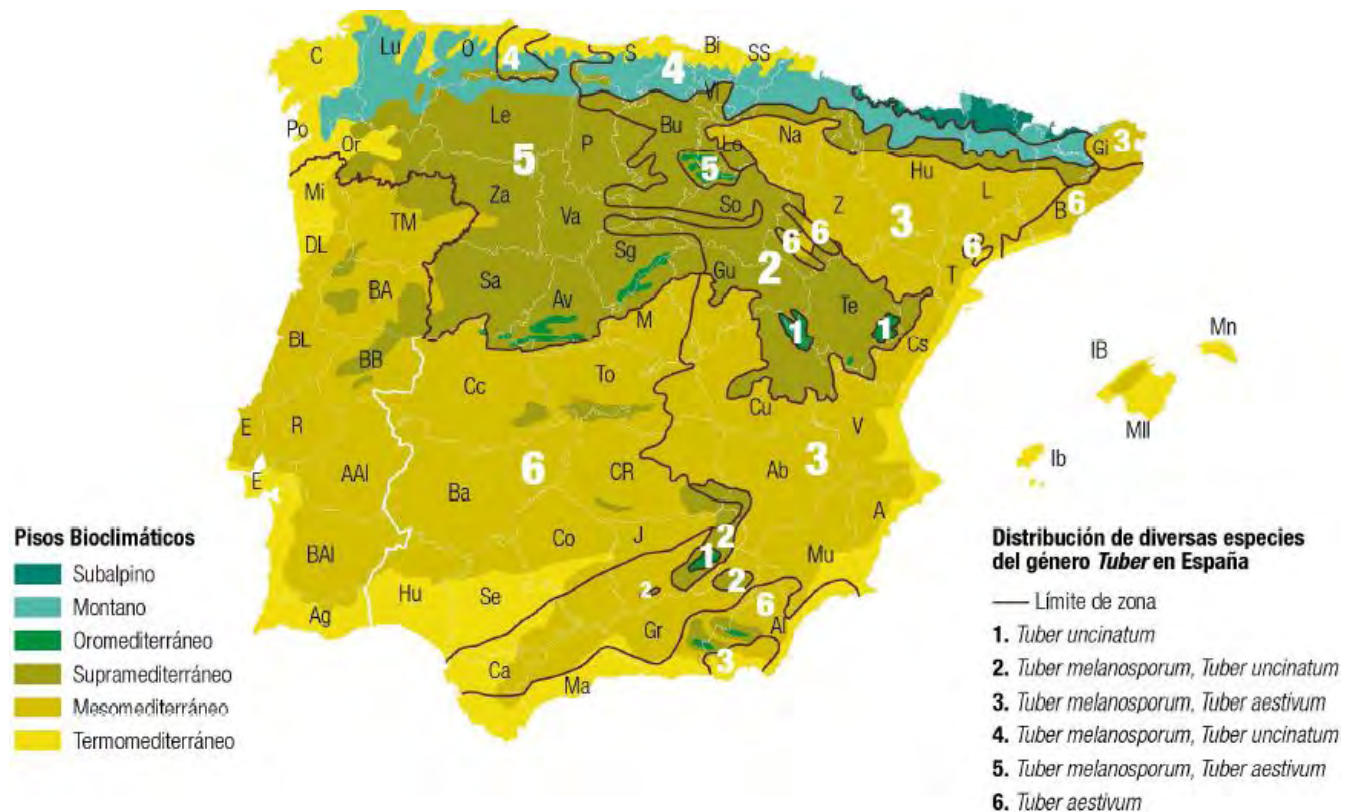 C
Lu
O
4
S
Bi
SS
4
Vi
Po
Or
Le
P
Bu
Lo
Na
Gi
3
5
5
Hu
L
Mi
Za
Va
So
Z
3
B
6
TM
6
6
6
DL
Sg
Gu
2
T
BA
Sa
Av
Te
M
1
1
Cs
Mn
BL
BB
IB
Cc
To
Cu
V
Mll
E
R
Ib
E
AAl
6
CR
Ab
3
Ba
A
BAl
Co
J
2
Mu
1
2
Ag
Hu
Se
2
6
Gr
Al
Ca
Ma
3
Pisos Bioclimáticos
Subalpino
Montano
Oromediterráneo
Supramediterráneo
Mesomediterráneo
Termomediterráneo
Distribución de diversas especies
del género Tuber en España
Límite de zona
1. Tuber uncinatum
2. Tuber melanosporum, Tuber uncinatum
3. Tuber melanosporum, Tuber aestivum
4. Tuber melanosporum, Tuber uncinatum
5. Tuber melanosporum, Tuber aestivum
6. Tuber aestivum